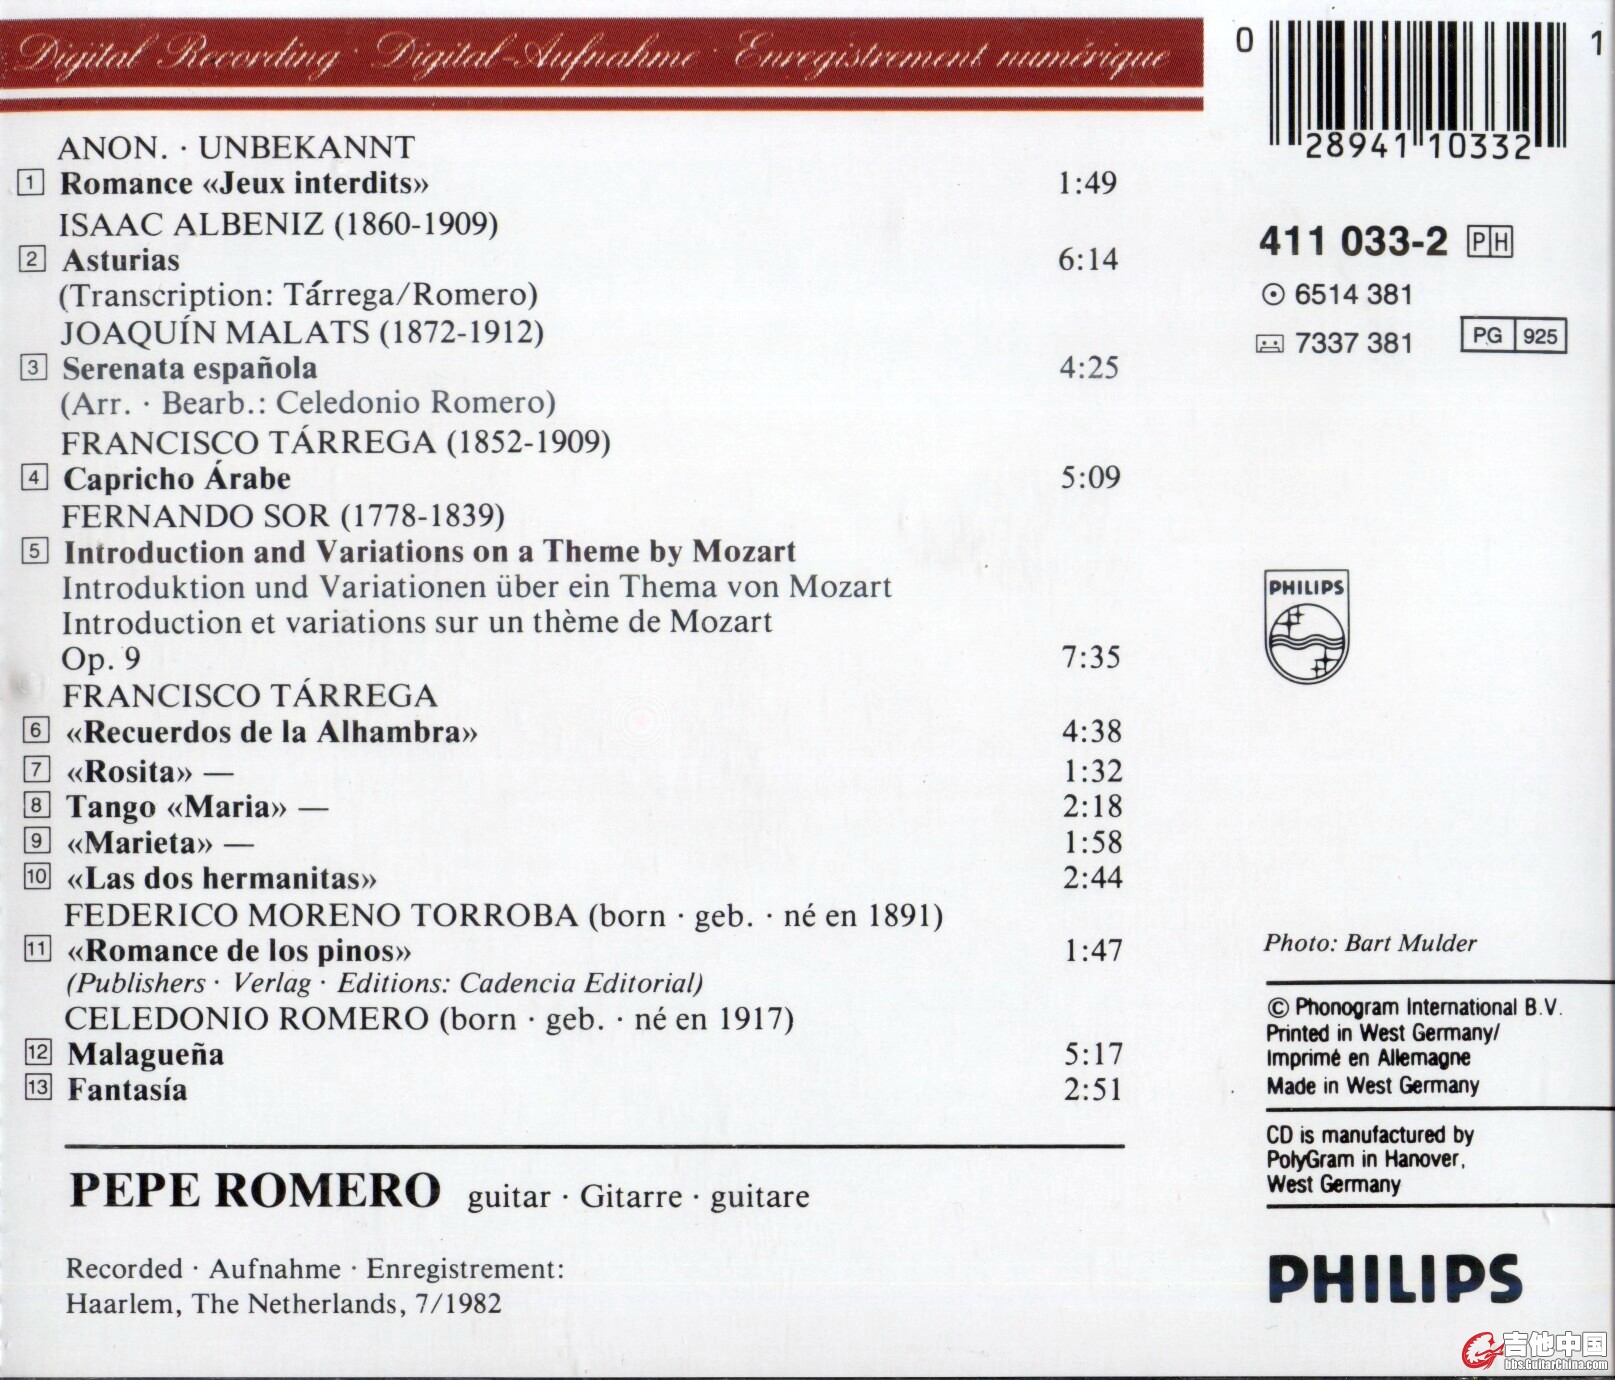 Digital Recording · Digital-Aufnahme · Enregistrement numérique
ANON. · UNBEKANNT
1 Romance «Jeux interdits» 1:49
ISAAC ALBENIZ (1860-1909)
2 Asturias 6:14
(Transcription: Tárrega/Romero)
JOAQUÍN MALATS (1872-1912)
3 Serenata española 4:25
(Arr. · Bearb.: Celedonio Romero)
FRANCISCO TÁRREGA (1852-1909)
4 Capricho Árabe 5:09
FERNANDO SOR (1778-1839)
5 Introduction and Variations on a Theme by Mozart
Introduktion und Variationen über ein Thema von Mozart
Introduction et variations sur un thème de Mozart
Op. 9 7:35
FRANCISCO TÁRREGA
6 «Recuerdos de la Alhambra» 4:38
7 «Rosita» — 1:32
8 Tango «Maria» — 2:18
9 «Marieta» — 1:58
10 «Las dos hermanitas» 2:44
FEDERICO MORENO TORROBA (born · geb. · né en 1891)
11 «Romance de los pinos» 1:47
(Publishers · Verlag · Editions: Cadencia Editorial)
CELEDONIO ROMERO (born · geb. · né en 1917)
12 Malagueña 5:17
13 Fantasía 2:51
PEPE ROMERO guitar · Gitarre · guitare
Recorded · Aufnahme · Enregistrement:
Haarlem, The Netherlands, 7/1982
0 28941 10332 1
411 033-2 PH
6514 381
7337 381 PG 925
PHILIPS
Photo: Bart Mulder
© Phonogram International B.V.
Printed in West Germany/
Imprimé en Allemagne
Made in West Germany
CD is manufactured by
PolyGram in Hanover,
West Germany
PHILIPS
吉他中国
bbs.GuitarChina.com